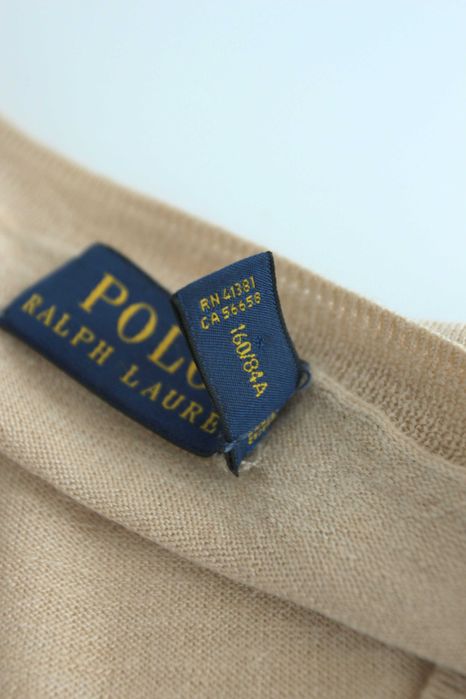 POLO
RALPH LAURE
RN 41381
CA 56658
160/84A